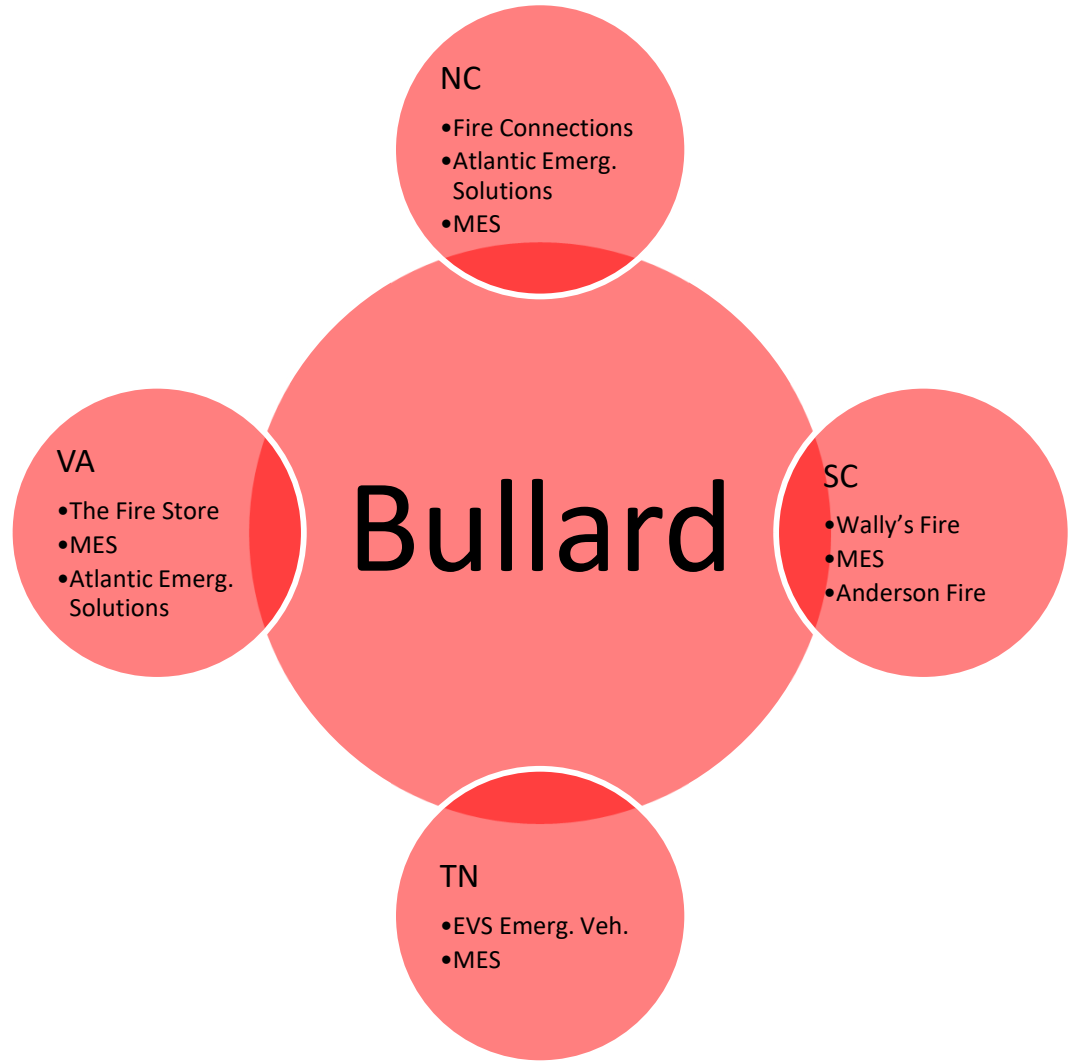 NC
•Fire Connections
•Atlantic Emerg.
Solutions
•MES
VA
•The Fire Store
•MES
•Atlantic Emerg.
Solutions
Bullard
SC
•Wally’s Fire
•MES
•Anderson Fire
TN
•EVS Emerg. Veh.
•MES